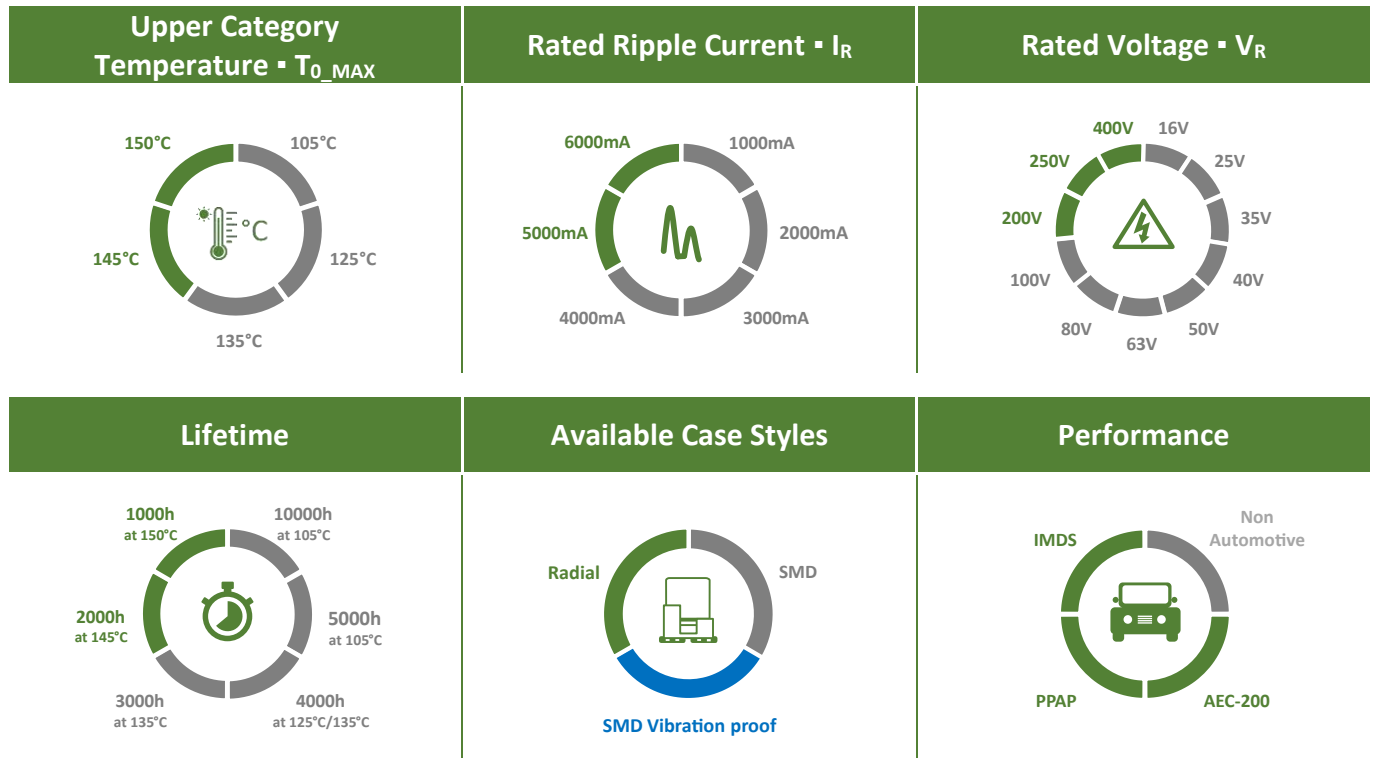 Upper Category
Temperature ▪ T0_MAX
Rated Ripple Current ▪ IR
Rated Voltage ▪ VR
150°C
105°C
145°C
125°C
135°C
°C
6000mA
1000mA
5000mA
2000mA
4000mA
3000mA
400V
16V
250V
25V
200V
35V
100V
40V
80V
63V
50V
Lifetime
Available Case Styles
Performance
1000h
at 150°C
10000h
at 105°C
2000h
at 145°C
5000h
at 105°C
3000h
at 135°C
4000h
at 125°C/135°C
Radial
SMD
SMD Vibration proof
IMDS
Non
Automotive
PPAP
AEC-200